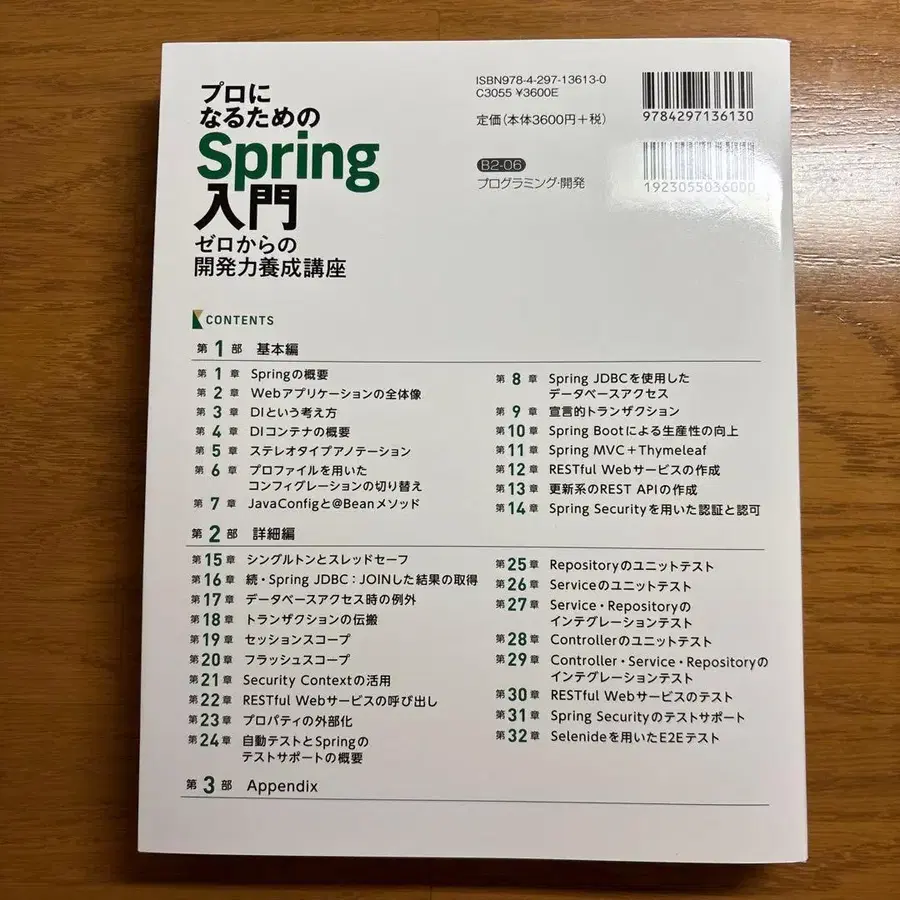 プロに
なるための
Spring
入門
ゼロからの
開発力養成講座
ISBN978-4-297-13613-0
C3055 ¥3600E
定価(本体3600円+税)
B2-06
プログラミング・開発
9784297136130
1923055036000
CONTENTS
第1部 基本編
第1章 Springの概要
第2章 Webアプリケーションの全体像
第3章 DIという考え方
第4章 DIコンテナの概要
第5章 ステレオタイプアノテーション
第6章 プロファイルを用いた
コンフィグレーションの切り替え
第7章 JavaConfigと@Beanメソッド
第8章 Spring JDBCを使用した
データベースアクセス
第9章 宣言的トランザクション
第10章 Spring Bootによる生産性の向上
第11章 Spring MVC+Thymeleaf
第12章 RESTful Webサービスの作成
第13章 更新系のREST APIの作成
第14章 Spring Securityを用いた認証と認可
第2部 詳細編
第15章 シングルトンとスレッドセーフ
第16章 続・Spring JDBC:JOINした結果の取得
第17章 データベースアクセス時の例外
第18章 トランザクションの伝搬
第19章 セッションスコープ
第20章 フラッシュスコープ
第21章 Security Contextの活用
第22章 RESTful Webサービスの呼び出し
第23章 プロパティの外部化
第24章 自動テストとSpringの
テストサポートの概要
第25章 Repositoryのユニットテスト
第26章 Serviceのユニットテスト
第27章 Service・Repositoryの
インテグレーションテスト
第28章 Controllerのユニットテスト
第29章 Controller・Service・Repositoryの
インテグレーションテスト
第30章 RESTful Webサービスのテスト
第31章 Spring Securityのテストサポート
第32章 Selenideを用いたE2Eテスト
第3部 Appendix